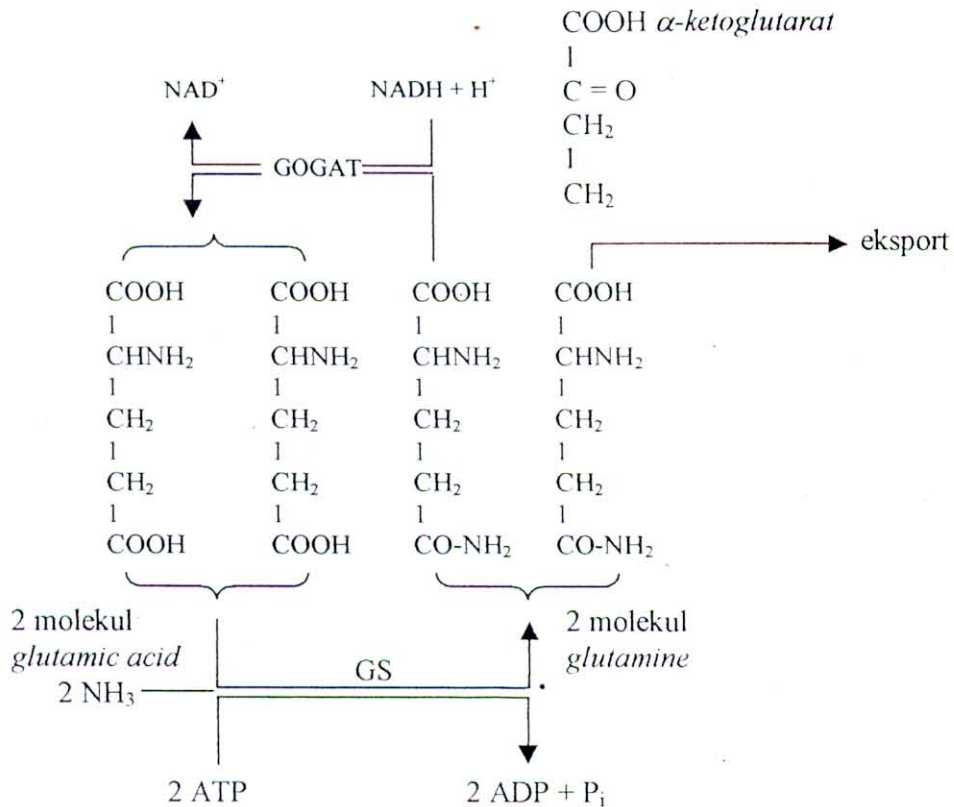 COOH α-ketoglutarat
l
C = O
CH₂
l
CH₂
NAD⁺ NADH + H⁺
GOGAT
eksport
COOH COOH COOH COOH
l l l l
CHNH₂ CHNH₂ CHNH₂ CHNH₂
l l l l
CH₂ CH₂ CH₂ CH₂
l l l l
CH₂ CH₂ CH₂ CH₂
l l l l
COOH COOH CO-NH₂ CO-NH₂
2 molekul 2 molekul
glutamic acid glutamine
GS
2 NH₃
2 ATP 2 ADP + Pᵢ